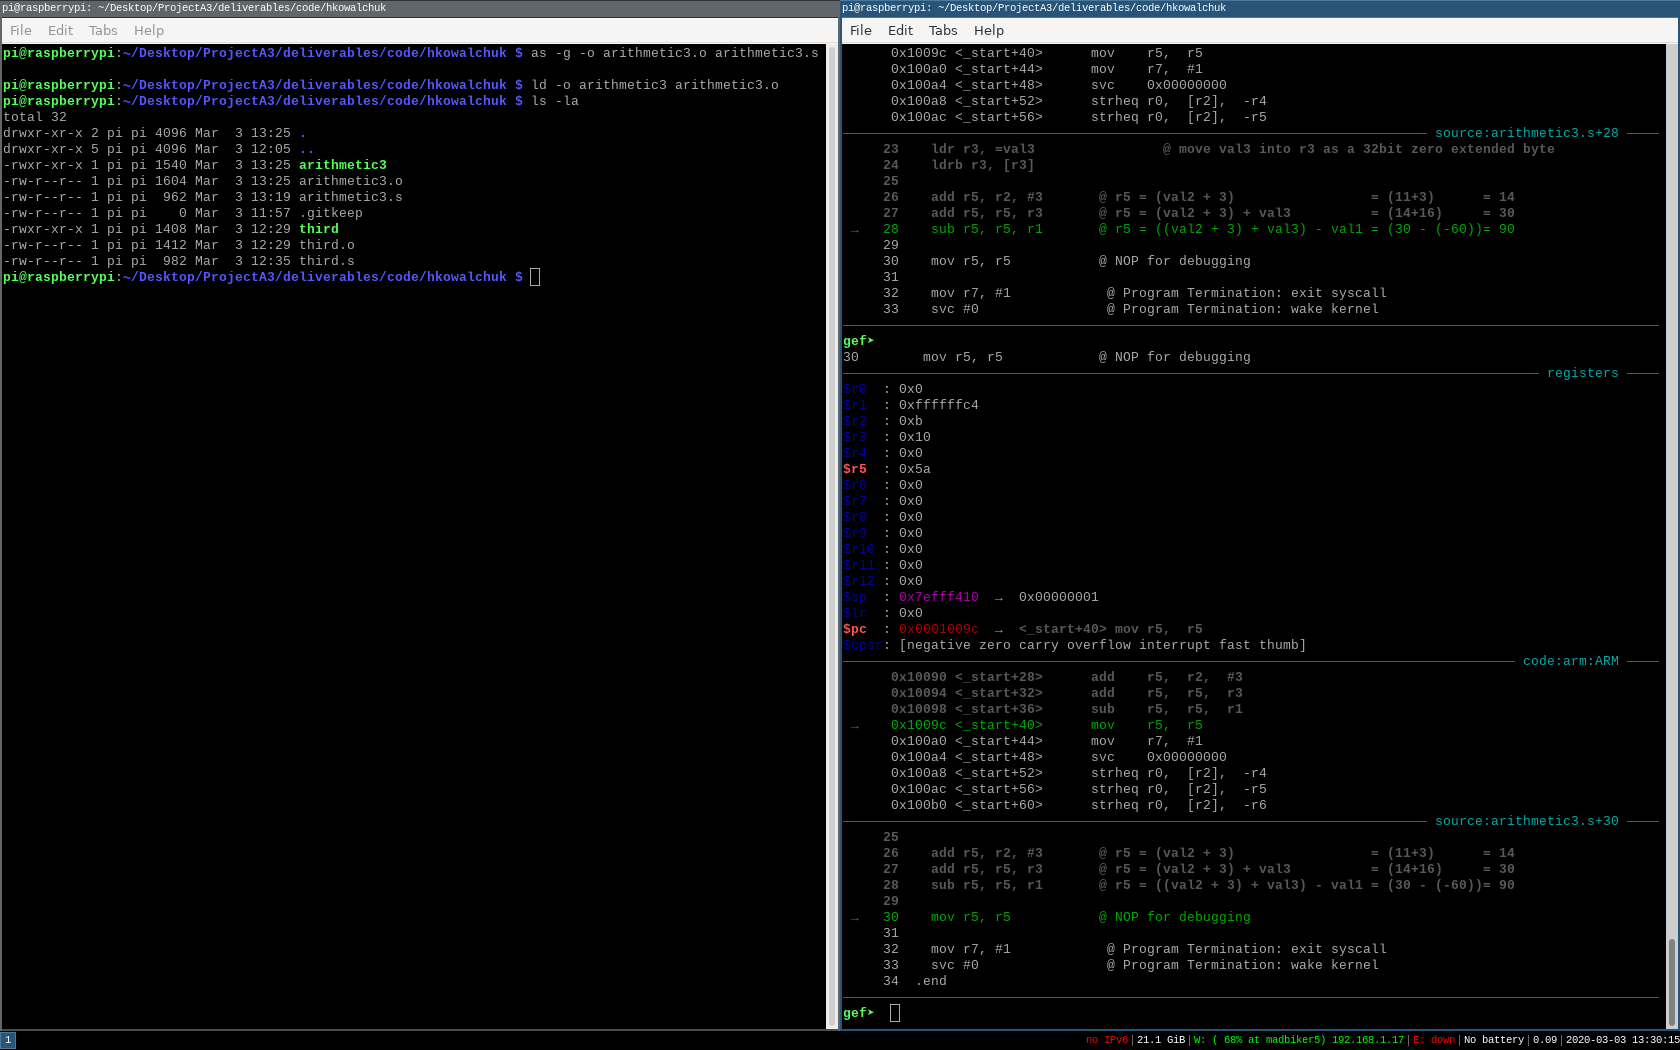 pi@raspberrypi: ~/Desktop/ProjectA3/deliverables/code/hkowalchuk
File Edit Tabs Help
pi@raspberrypi:~/Desktop/ProjectA3/deliverables/code/hkowalchuk $ as -g -o arithmetic3.o arithmetic3.s
pi@raspberrypi:~/Desktop/ProjectA3/deliverables/code/hkowalchuk $ ld -o arithmetic3 arithmetic3.o
pi@raspberrypi:~/Desktop/ProjectA3/deliverables/code/hkowalchuk $ ls -la
total 32
drwxr-xr-x 2 pi pi 4096 Mar  3 13:25 .
drwxr-xr-x 5 pi pi 4096 Mar  3 12:05 ..
-rwxr-xr-x 1 pi pi 1540 Mar  3 13:25 arithmetic3
-rw-r--r-- 1 pi pi 1604 Mar  3 13:25 arithmetic3.o
-rw-r--r-- 1 pi pi  962 Mar  3 13:19 arithmetic3.s
-rw-r--r-- 1 pi pi    0 Mar  3 11:57 .gitkeep
-rwxr-xr-x 1 pi pi 1408 Mar  3 12:29 third
-rw-r--r-- 1 pi pi 1412 Mar  3 12:29 third.o
-rw-r--r-- 1 pi pi  982 Mar  3 12:35 third.s
pi@raspberrypi:~/Desktop/ProjectA3/deliverables/code/hkowalchuk $
pi@raspberrypi: ~/Desktop/ProjectA3/deliverables/code/hkowalchuk
File Edit Tabs Help
0x1009c <_start+40>      mov    r5,  r5
0x100a0 <_start+44>      mov    r7,  #1
0x100a4 <_start+48>      svc    0x00000000
0x100a8 <_start+52>      strheq r0,  [r2],  -r4
0x100ac <_start+56>      strheq r0,  [r2],  -r5
source:arithmetic3.s+28
23    ldr r3, =val3                @ move val3 into r3 as a 32bit zero extended byte
24    ldrb r3, [r3]
25
26    add r5, r2, #3       @ r5 = (val2 + 3)                 = (11+3)      = 14
27    add r5, r5, r3       @ r5 = (val2 + 3) + val3          = (14+16)     = 30
→   28    sub r5, r5, r1       @ r5 = ((val2 + 3) + val3) - val1 = (30 - (-60))= 90
29
30    mov r5, r5           @ NOP for debugging
31
32    mov r7, #1            @ Program Termination: exit syscall
33    svc #0                @ Program Termination: wake kernel
gef➤
30        mov r5, r5            @ NOP for debugging
registers
$r0  : 0x0
$r1  : 0xffffffc4
$r2  : 0xb
$r3  : 0x10
$r4  : 0x0
$r5  : 0x5a
$r6  : 0x0
$r7  : 0x0
$r8  : 0x0
$r9  : 0x0
$r10 : 0x0
$r11 : 0x0
$r12 : 0x0
$sp  : 0x7efff410  →  0x00000001
$lr  : 0x0
$pc  : 0x0001009c  →  <_start+40> mov r5,  r5
$cpsr: [negative zero carry overflow interrupt fast thumb]
code:arm:ARM
0x10090 <_start+28>      add    r5,  r2,  #3
0x10094 <_start+32>      add    r5,  r5,  r3
0x10098 <_start+36>      sub    r5,  r5,  r1
→    0x1009c <_start+40>      mov    r5,  r5
0x100a0 <_start+44>      mov    r7,  #1
0x100a4 <_start+48>      svc    0x00000000
0x100a8 <_start+52>      strheq r0,  [r2],  -r4
0x100ac <_start+56>      strheq r0,  [r2],  -r5
0x100b0 <_start+60>      strheq r0,  [r2],  -r6
source:arithmetic3.s+30
25
26    add r5, r2, #3       @ r5 = (val2 + 3)                 = (11+3)      = 14
27    add r5, r5, r3       @ r5 = (val2 + 3) + val3          = (14+16)     = 30
28    sub r5, r5, r1       @ r5 = ((val2 + 3) + val3) - val1 = (30 - (-60))= 90
29
→   30    mov r5, r5           @ NOP for debugging
31
32    mov r7, #1            @ Program Termination: exit syscall
33    svc #0                @ Program Termination: wake kernel
34  .end
gef➤
1
no IPv6|21.1 GiB|W: ( 68% at madbiker5) 192.168.1.17|E: down|No battery|0.09|2020-03-03 13:30:15